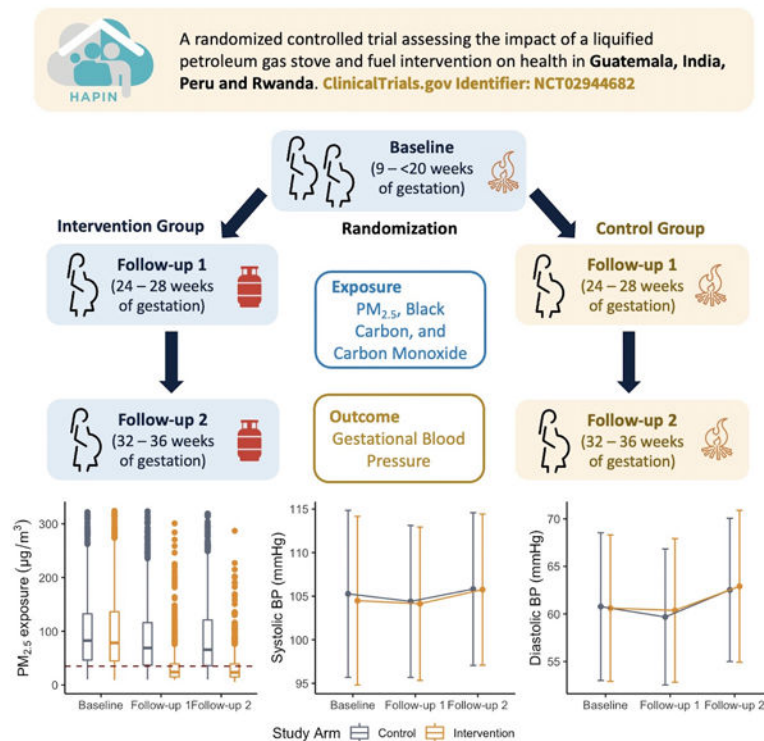 HAPIN
A randomized controlled trial assessing the impact of a liquified
petroleum gas stove and fuel intervention on health in Guatemala, India,
Peru and Rwanda. ClinicalTrials.gov Identifier: NCT02944682
Baseline
(9 – <20 weeks
of gestation)
Intervention Group
Randomization
Control Group
Follow-up 1
(24 – 28 weeks
of gestation)
Exposure
PM2.5, Black
Carbon, and
Carbon Monoxide
Follow-up 1
(24 – 28 weeks
of gestation)
Follow-up 2
(32 – 36 weeks
of gestation)
Outcome
Gestational Blood
Pressure
Follow-up 2
(32 – 36 weeks
of gestation)
PM2.5 exposure (µg/m³)
300
200
100
0
Baseline Follow-up 1 Follow-up 2
Systolic BP (mmHg)
115
110
105
100
95
Baseline Follow-up 1 Follow-up 2
Diastolic BP (mmHg)
70
65
60
55
Baseline Follow-up 1 Follow-up 2
Study Arm Control Intervention